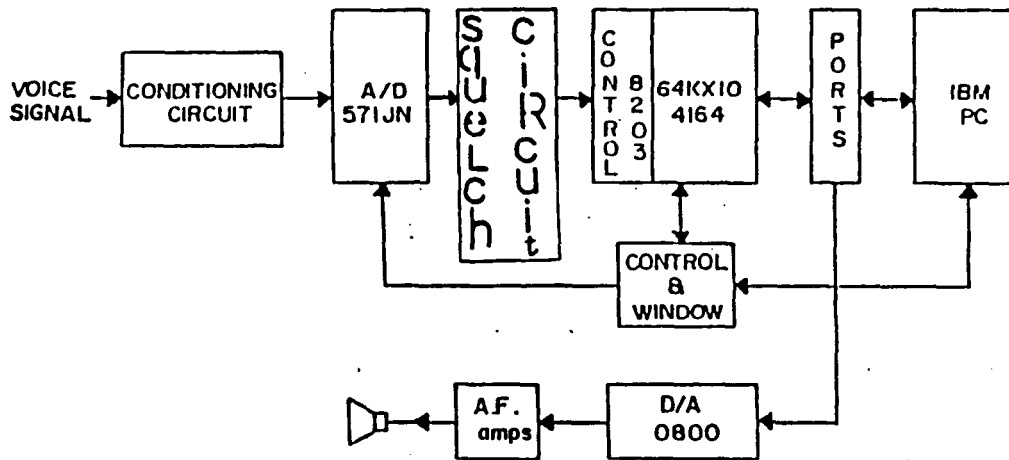 VOICE
SIGNAL
CONDITIONING
CIRCUIT
A/D
571JN
Squelch
CiRCuit
CONTROL
8203
64KX10
4164
PORTS
IBM
PC
CONTROL
&
WINDOW
A.F.
amps
D/A
0800